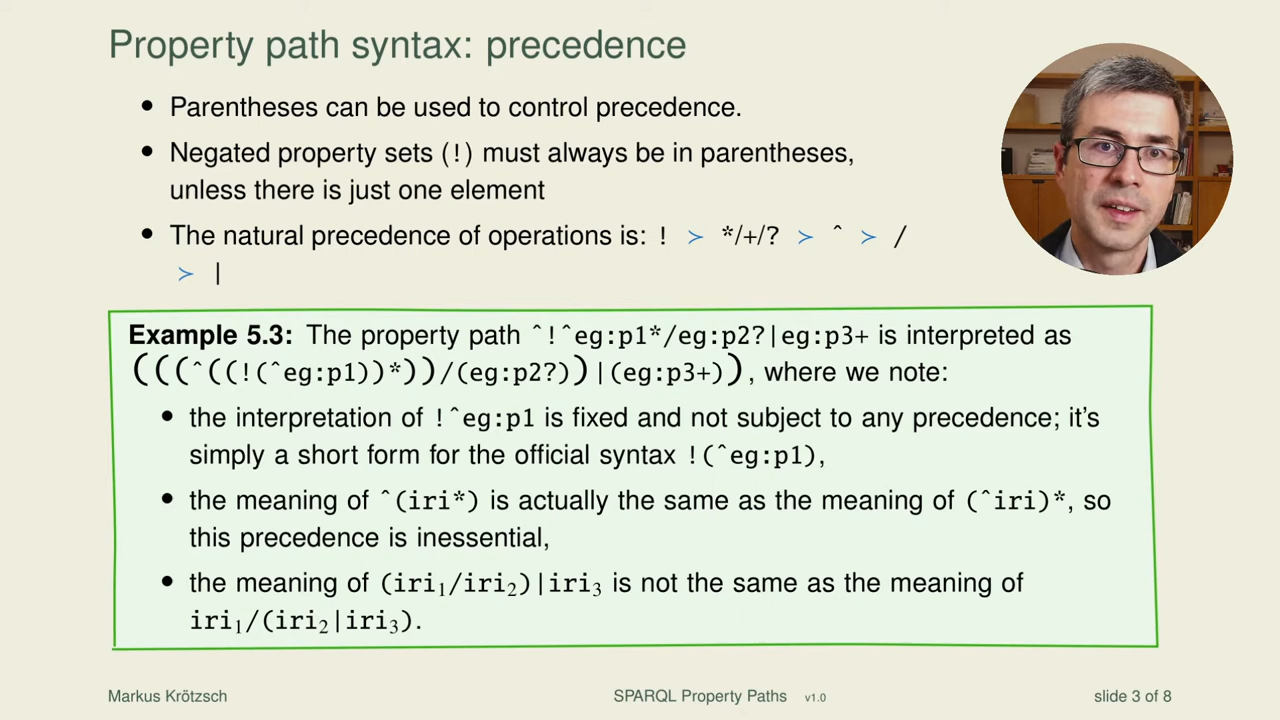 Property path syntax: precedence
• Parentheses can be used to control precedence.
• Negated property sets (!) must always be in parentheses,
unless there is just one element
• The natural precedence of operations is: ! ≻ */+/? ≻ ^ ≻ /
≻ |
Example 5.3: The property path ^!^eg:p1*/eg:p2?|eg:p3+ is interpreted as
(((^((!(^eg:p1))*))/(eg:p2?))|(eg:p3+)), where we note:
• the interpretation of !^eg:p1 is fixed and not subject to any precedence; it's
simply a short form for the official syntax !(^eg:p1),
• the meaning of ^(iri*) is actually the same as the meaning of (^iri)*, so
this precedence is inessential,
• the meaning of (iri₁/iri₂)|iri₃ is not the same as the meaning of
iri₁/(iri₂|iri₃).
Markus Krötzsch SPARQL Property Paths v1.0 slide 3 of 8